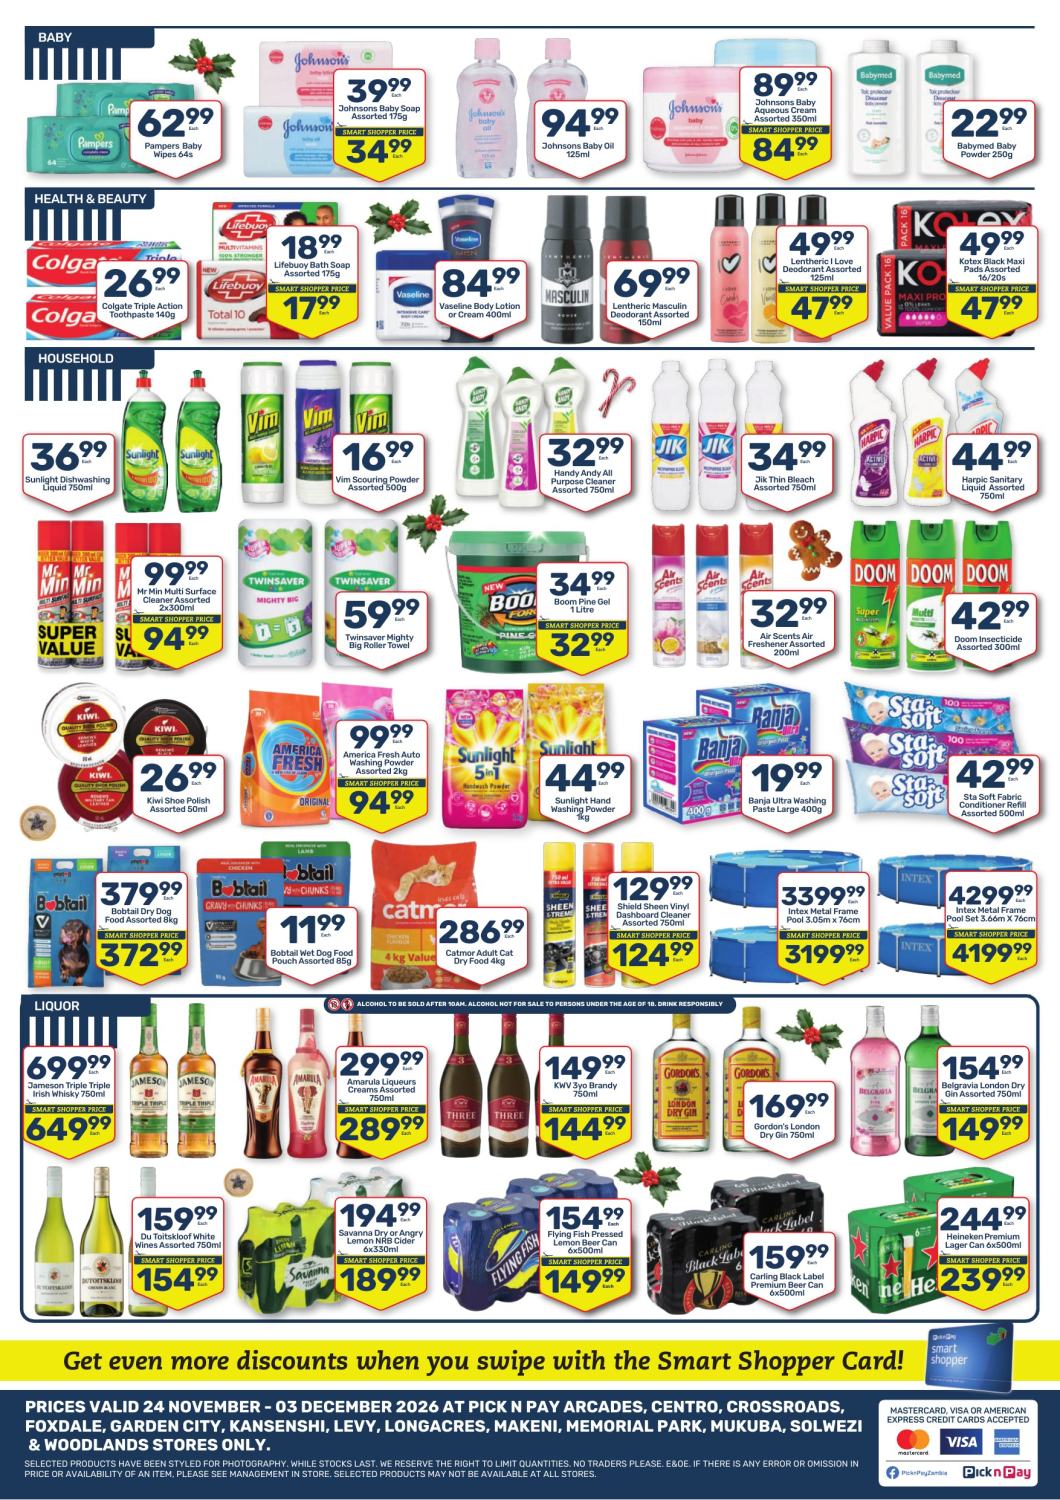 BABY
62.99 Each
Pampers Baby
Wipes 64s
39.99 Each
Johnsons Baby Soap
Assorted 175g
SMART SHOPPER PRICE
34.99 Each
94.99 Each
Johnsons Baby Oil
125ml
89.99 Each
Johnsons Baby
Aqueous Cream
Assorted 350ml
SMART SHOPPER PRICE
84.99 Each
22.99 Each
Babymed Baby
Powder 250g
HEALTH & BEAUTY
26.99 Each
Colgate Triple Action
Toothpaste 140g
18.99 Each
Lifebuoy Bath Soap
Assorted 175g
SMART SHOPPER PRICE
17.99 Each
84.99 Each
Vaseline Body Lotion
or Cream 400ml
69.99 Each
Lentheric Masculin
Deodorant Assorted
150ml
49.99 Each
Lentheric I Love
Deodorant Assorted
125ml
SMART SHOPPER PRICE
47.99 Each
49.99 Each
Kotex Black Maxi
Pads Assorted
16/20s
SMART SHOPPER PRICE
47.99 Each
HOUSEHOLD
36.99 Each
Sunlight Dishwashing
Liquid 750ml
16.99 Each
Vim Scouring Powder
Assorted 500g
32.99 Each
Handy Andy All
Purpose Cleaner
Assorted 750ml
34.99 Each
Jik Thin Bleach
Assorted 750ml
44.99 Each
Harpic Sanitary
Liquid Assorted
750ml
99.99 Each
Mr Min Multi Surface
Cleaner Assorted
2x300ml
SMART SHOPPER PRICE
94.99 Each
59.99 Each
Twinsaver Mighty
Big Roller Towel
34.99 Each
Boom Pine Gel
1 Litre
SMART SHOPPER PRICE
32.99 Each
32.99 Each
Air Scents Air
Freshener Assorted
200ml
42.99 Each
Doom Insecticide
Assorted 300ml
26.99 Each
Kiwi Shoe Polish
Assorted 50ml
99.99 Each
America Fresh Auto
Washing Powder
Assorted 2kg
SMART SHOPPER PRICE
94.99 Each
44.99 Each
Sunlight Hand
Washing Powder
1kg
19.99 Each
Banja Ultra Washing
Paste Large 400g
42.99 Each
Sta Soft Fabric
Conditioner Refill
Assorted 500ml
379.99 Each
Bobtail Dry Dog
Food Assorted 8kg
SMART SHOPPER PRICE
372.99 Each
11.99 Each
Bobtail Wet Dog Food
Pouch Assorted 85g
286.99 Each
Catmor Adult Cat
Dry Food 4kg
129.99 Each
Shield Sheen Vinyl
Dashboard Cleaner
Assorted 750ml
SMART SHOPPER PRICE
124.99 Each
3399.99 Each
Intex Metal Frame
Pool 3.05m x 76cm
SMART SHOPPER PRICE
3199.99 Each
4299.99 Each
Intex Metal Frame
Pool Set 3.66m X 76cm
SMART SHOPPER PRICE
4199.99 Each
LIQUOR
ALCOHOL TO BE SOLD AFTER 10AM. ALCOHOL NOT FOR SALE TO PERSONS UNDER THE AGE OF 18. DRINK RESPONSIBLY
699.99 Each
Jameson Triple Triple
Irish Whisky 750ml
SMART SHOPPER PRICE
649.99 Each
299.99 Each
Amarula Liqueurs
Creams Assorted
750ml
SMART SHOPPER PRICE
289.99 Each
149.99 Each
KWV 3yo Brandy
750ml
SMART SHOPPER PRICE
144.99 Each
169.99 Each
Gordon's London
Dry Gin 750ml
154.99 Each
Belgravia London Dry
Gin Assorted 750ml
SMART SHOPPER PRICE
149.99 Each
159.99 Each
Du Toitskloof White
Wines Assorted 750ml
SMART SHOPPER PRICE
154.99 Each
194.99 Each
Savanna Dry or Angry
Lemon NRB Cider
6x330ml
SMART SHOPPER PRICE
189.99 Each
154.99 Each
Flying Fish Pressed
Lemon Beer Can
6x500ml
SMART SHOPPER PRICE
149.99 Each
159.99 Each
Carling Black Label
Premium Beer Can
6x500ml
244.99 Each
Heineken Premium
Lager Can 6x500ml
SMART SHOPPER PRICE
239.99 Each
Get even more discounts when you swipe with the Smart Shopper Card!
Pick n Pay
smart
shopper
PRICES VALID 24 NOVEMBER - 03 DECEMBER 2026 AT PICK N PAY ARCADES, CENTRO, CROSSROADS,
FOXDALE, GARDEN CITY, KANSENSHI, LEVY, LONGACRES, MAKENI, MEMORIAL PARK, MUKUBA, SOLWEZI
& WOODLANDS STORES ONLY.
SELECTED PRODUCTS HAVE BEEN STYLED FOR PHOTOGRAPHY. WHILE STOCKS LAST. WE RESERVE THE RIGHT TO LIMIT QUANTITIES. NO TRADERS PLEASE. E&OE. IF THERE IS ANY ERROR OR OMISSION IN
PRICE OR AVAILABILITY OF AN ITEM, PLEASE SEE MANAGEMENT IN STORE. SELECTED PRODUCTS MAY NOT BE AVAILABLE AT ALL STORES.
MASTERCARD, VISA OR AMERICAN
EXPRESS CREDIT CARDS ACCEPTED
mastercard
VISA
AMERICAN EXPRESS
PicknPayZambia
Pick n Pay